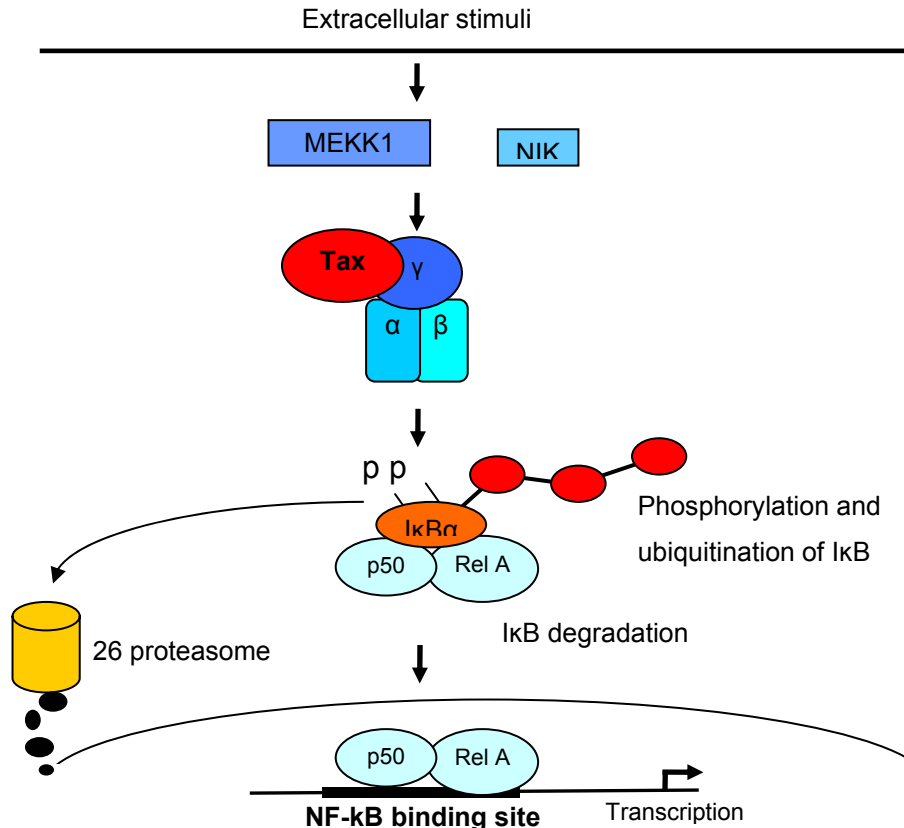 Extracellular stimuli
MEKK1
NIK
Tax
γ
α
β
p p
IκBα
Phosphorylation and
ubiquitination of IκB
p50
Rel A
IκB degradation
26 proteasome
p50
Rel A
NF-kB binding site
Transcription